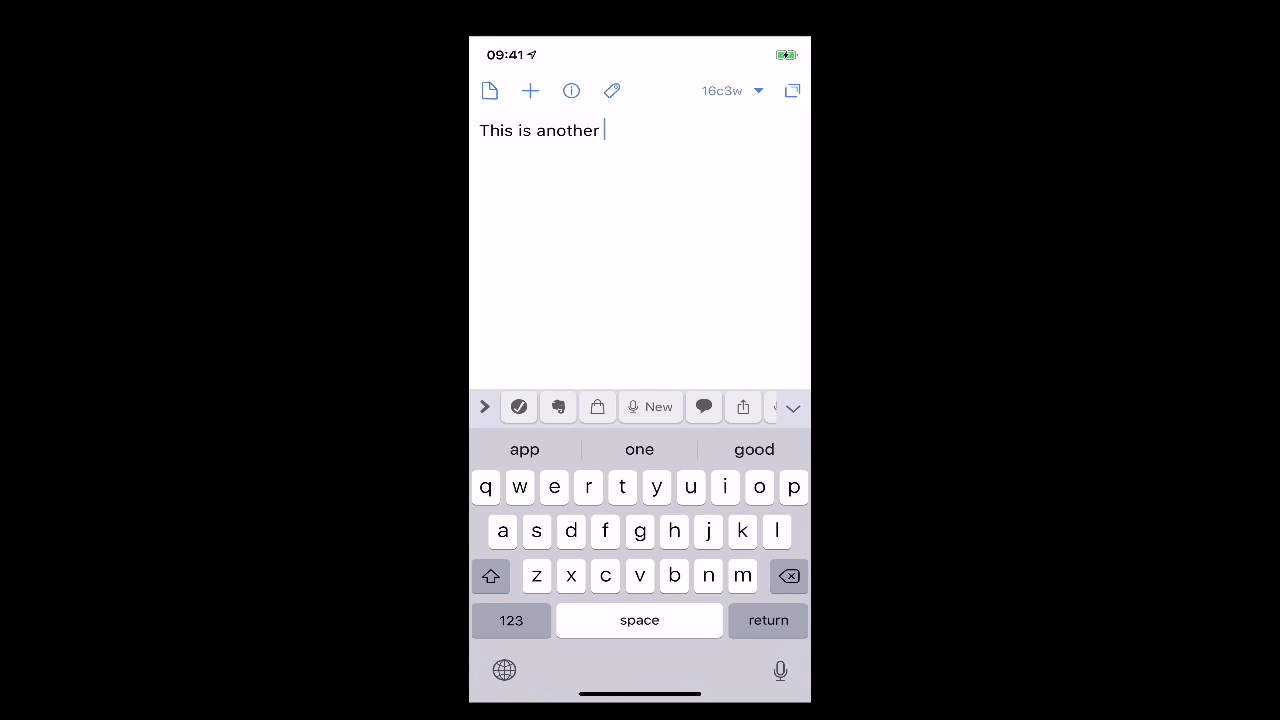 09:41
16c3w
This is another
New
app one good
q w e r t y u i o p
a s d f g h j k l
z x c v b n m
123 space return